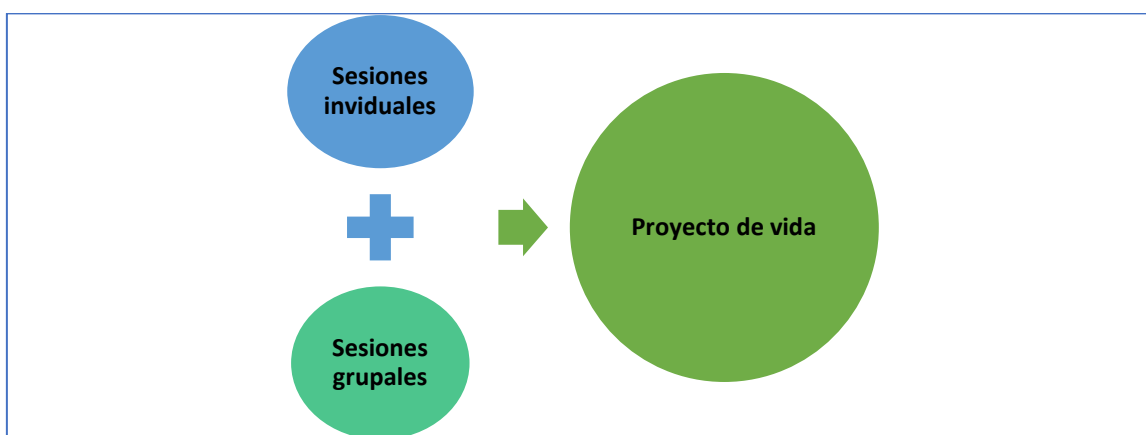 Sesiones
inviduales
Proyecto de vida
Sesiones
grupales